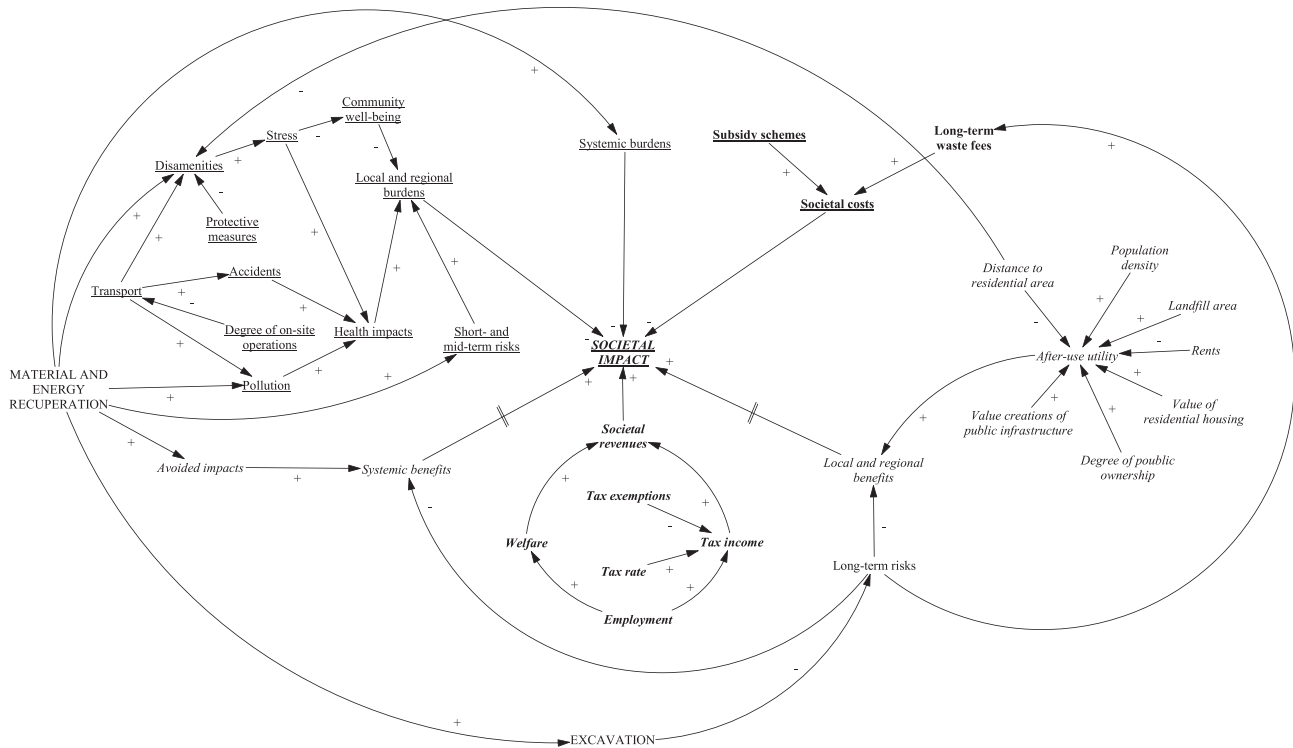 Community
well-being
Stress
Systemic burdens
Subsidy schemes
Long-term
waste fees
Disamenities
Local and regional
burdens
Societal costs
Protective
measures
Population
density
Distance to
residential area
Accidents
Transport
Landfill area
Degree of on-site
operations
Health impacts
Short- and
mid-term risks
SOCIETAL
IMPACT
After-use utility
Rents
MATERIAL AND
ENERGY
RECUPERATION
Pollution
Value creations of
public infrastructure
Value of
residential housing
Societal
revenues
Avoided impacts
Systemic benefits
Local and regional
benefits
Degree of poublic
ownership
Tax exemptions
Welfare
Tax income
Tax rate
Long-term risks
Employment
EXCAVATION